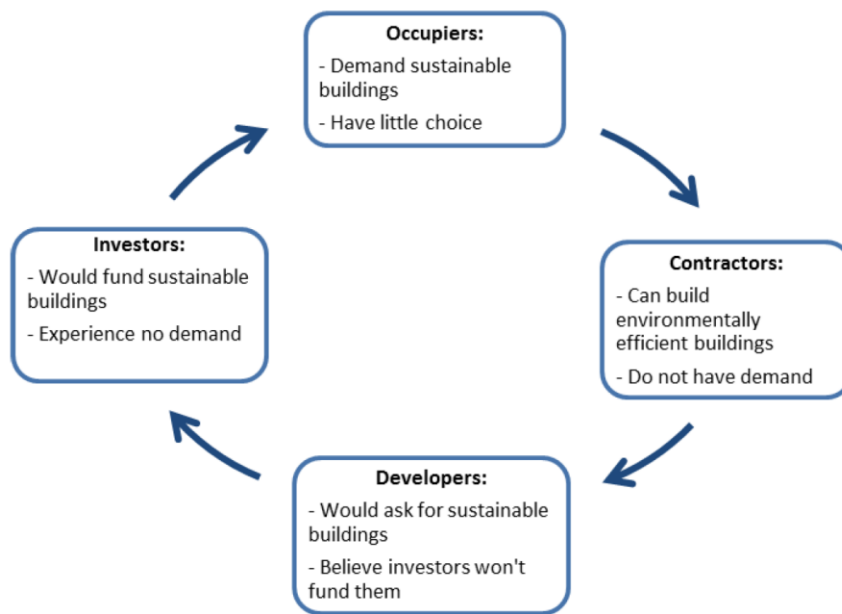 Occupiers:
- Demand sustainable
buildings
- Have little choice
Contractors:
- Can build
environmentally
efficient buildings
- Do not have demand
Developers:
- Would ask for sustainable
buildings
- Believe investors won't
fund them
Investors:
- Would fund sustainable
buildings
- Experience no demand